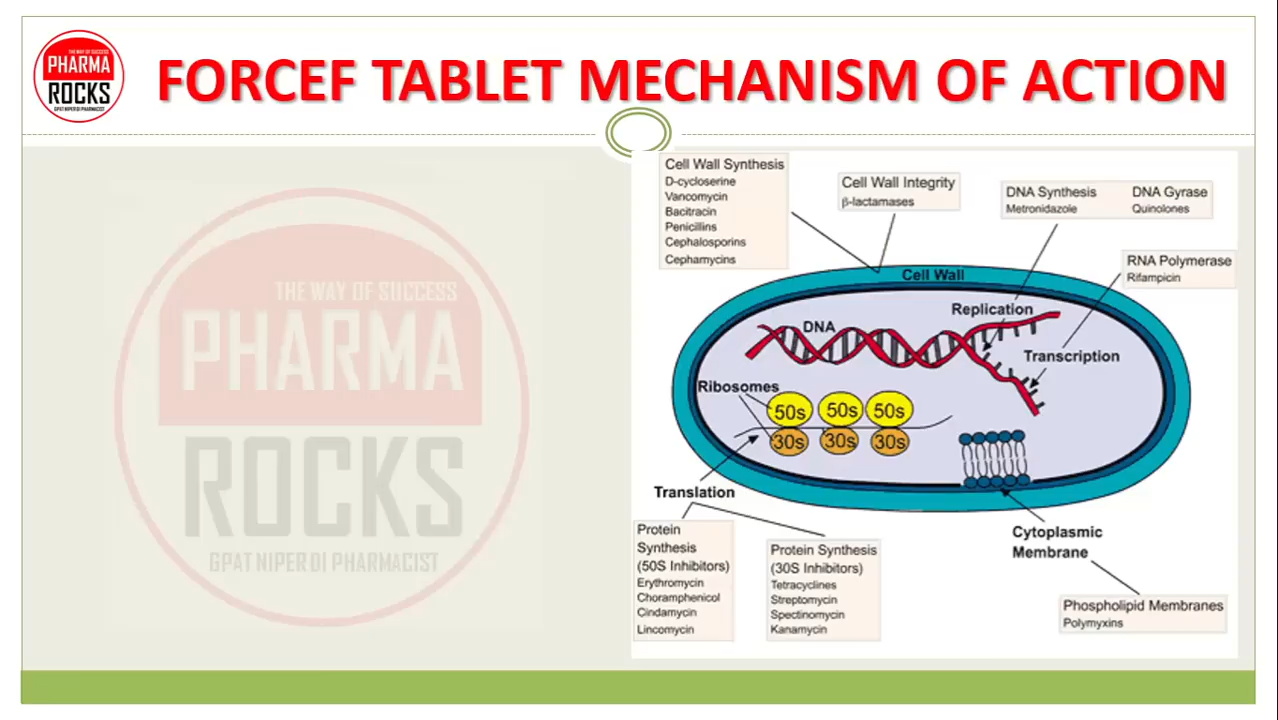 THE WAY OF SUCCESS
PHARMA
ROCKS
GPAT NIPER DI PHARMACIST
FORCEF TABLET MECHANISM OF ACTION
THE WAY OF SUCCESS
PHARMA
ROCKS
GPAT NIPER DI PHARMACIST
Cell Wall Synthesis
D-cycloserine
Vancomycin
Bacitracin
Penicillins
Cephalosporins
Cephamycins
Cell Wall Integrity
β-lactamases
DNA Synthesis
Metronidazole
DNA Gyrase
Quinolones
RNA Polymerase
Rifampicin
Cell Wall
Replication
DNA
Transcription
Ribosomes
50s 50s 50s
30s 30s 30s
Translation
Cytoplasmic
Membrane
Protein
Synthesis
(50S Inhibitors)
Erythromycin
Choramphenicol
Cindamycin
Lincomycin
Protein Synthesis
(30S Inhibitors)
Tetracyclines
Streptomycin
Spectinomycin
Kanamycin
Phospholipid Membranes
Polymyxins